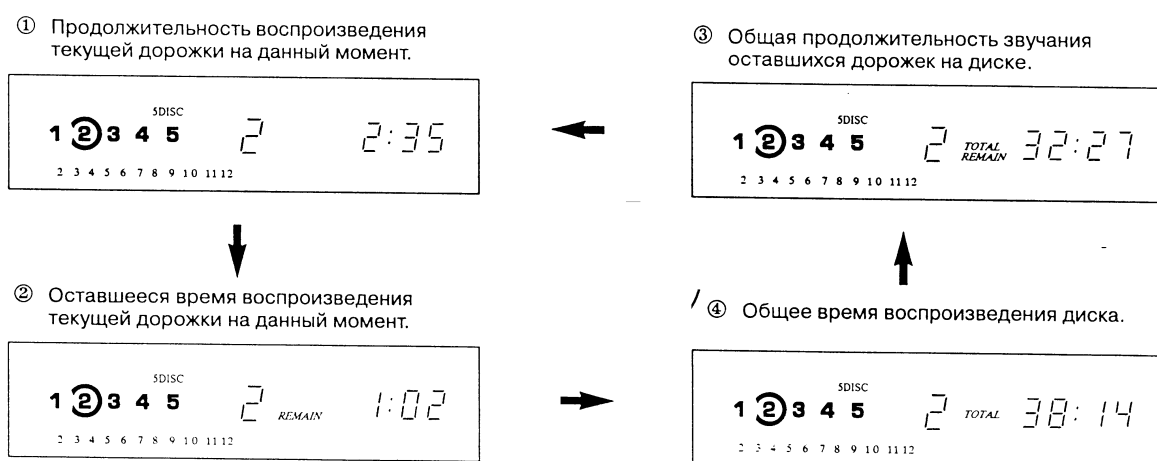 ① Продолжительность воспроизведения
текущей дорожки на данный момент.
5DISC
1 2 3 4 5 2 2:35
2 3 4 5 6 7 8 9 10 11 12
② Оставшееся время воспроизведения
текущей дорожки на данный момент.
5DISC
1 2 3 4 5 2 REMAIN 1:02
2 3 4 5 6 7 8 9 10 11 12
③ Общая продолжительность звучания
оставшихся дорожек на диске.
5DISC
1 2 3 4 5 2 TOTAL REMAIN 32:27
2 3 4 5 6 7 8 9 10 11 12
④ Общее время воспроизведения диска.
5DISC
1 2 3 4 5 2 TOTAL 38:14
2 3 4 5 6 7 8 9 10 11 12